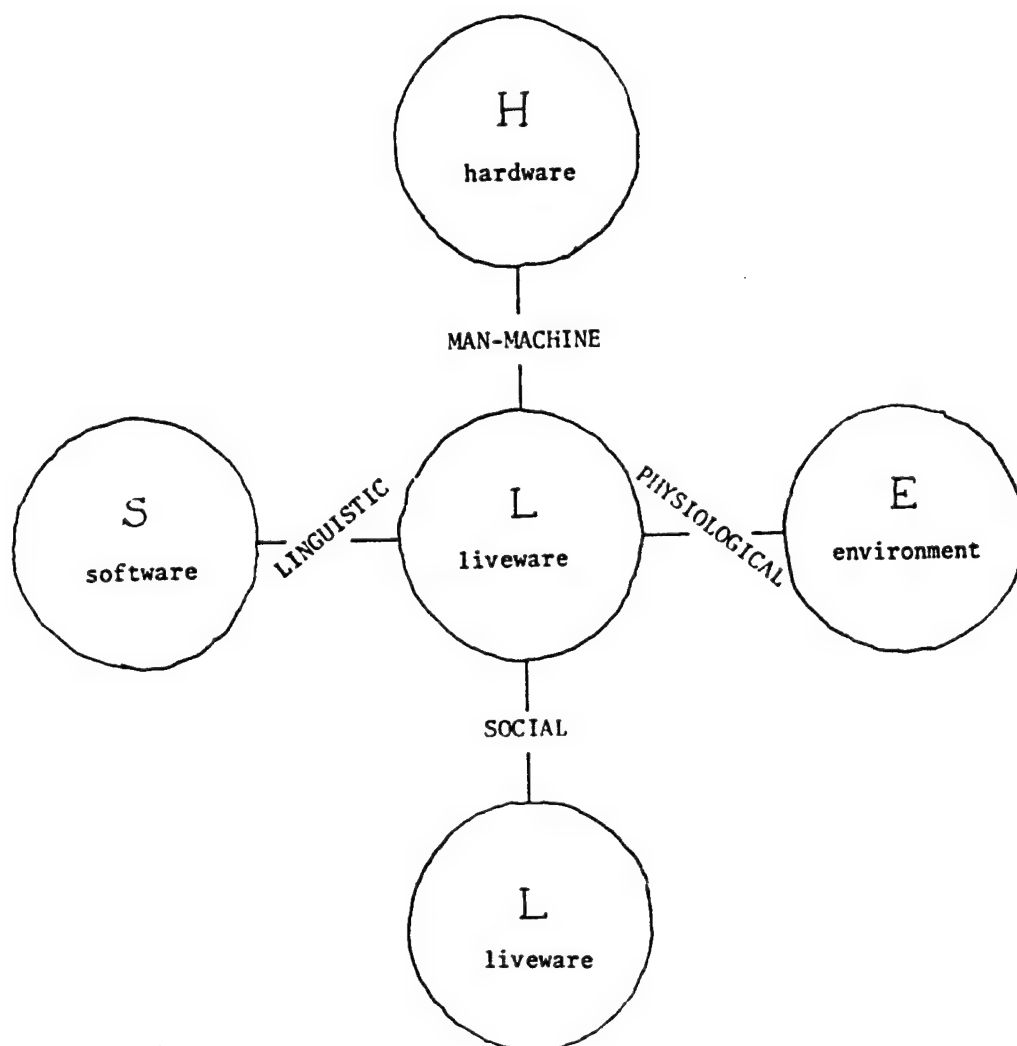 H
hardware
MAN-MACHINE
S
software
LINGUISTIC
L
liveware
PHYSIOLOGICAL
E
environment
SOCIAL
L
liveware